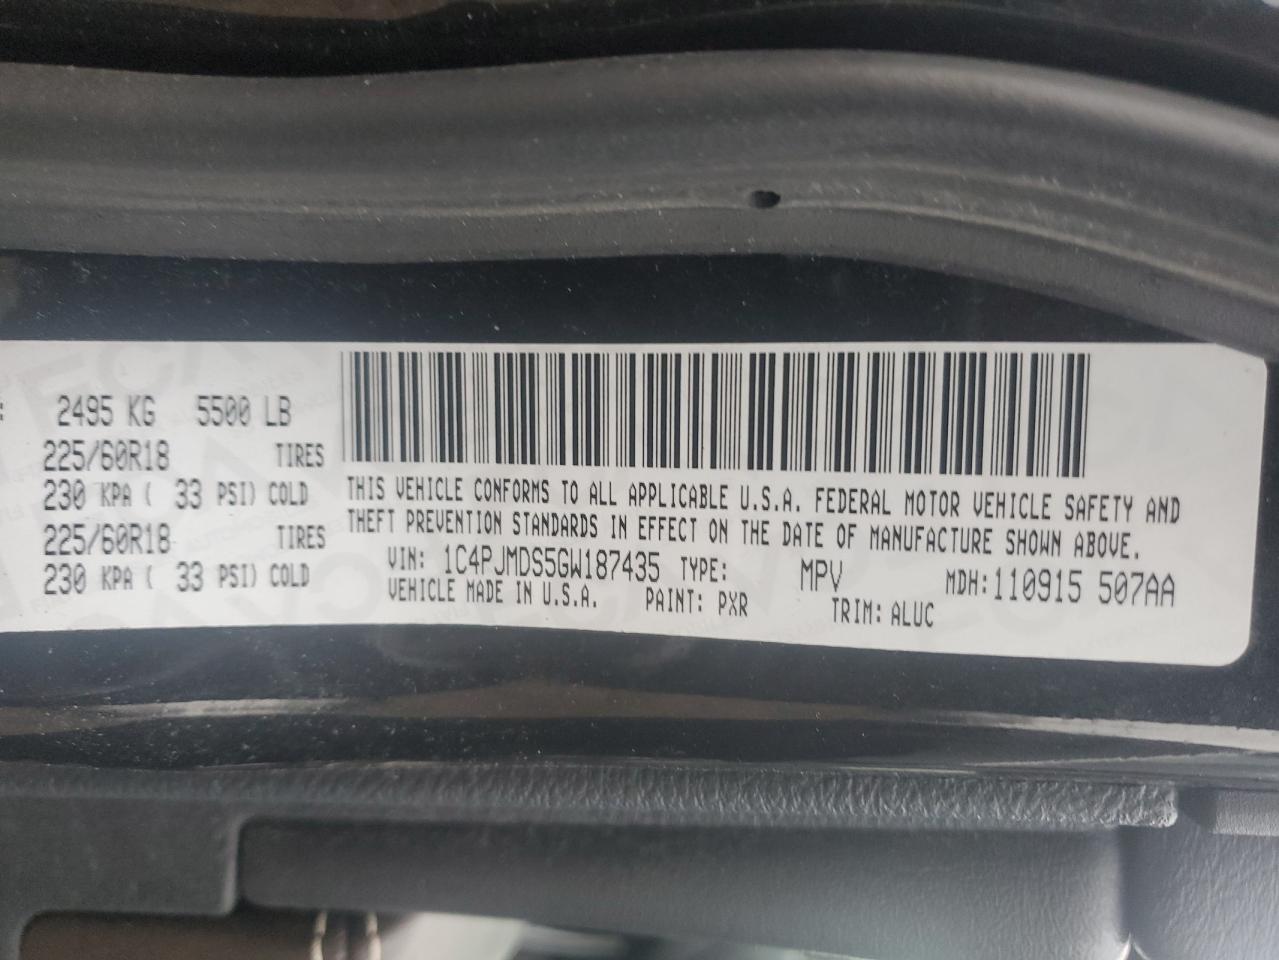 : 2495 KG 5500 LB
225/60R18 TIRES
230 KPA ( 33 PSI) COLD
225/60R18 TIRES
230 KPA ( 33 PSI) COLD
THIS VEHICLE CONFORMS TO ALL APPLICABLE U.S.A. FEDERAL MOTOR VEHICLE SAFETY AND
THEFT PREVENTION STANDARDS IN EFFECT ON THE DATE OF MANUFACTURE SHOWN ABOVE.
VIN: 1C4PJMDS5GW187435 TYPE: MPV MDH:110915 507AA
VEHICLE MADE IN U.S.A. PAINT: PXR TRIM: ALUC